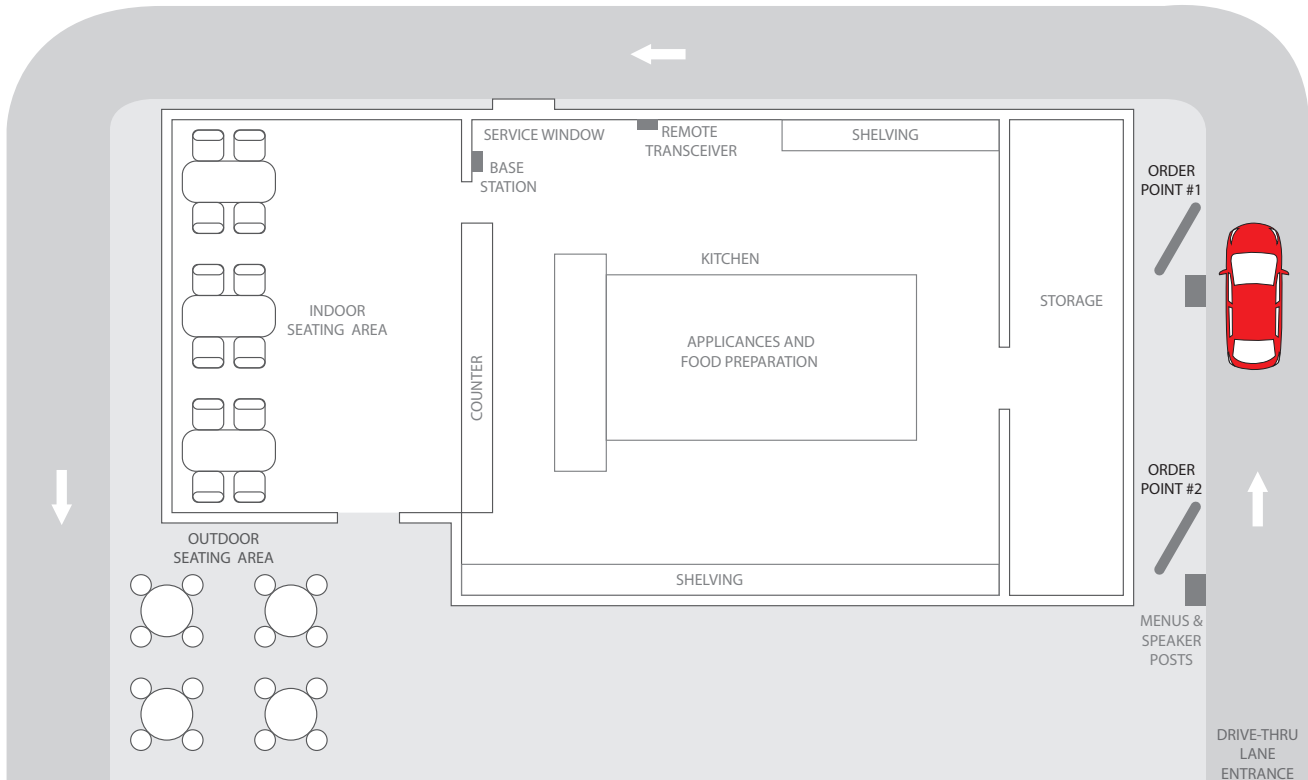 SERVICE WINDOW
REMOTE
TRANSCEIVER
SHELVING
BASE
STATION
ORDER
POINT #1
KITCHEN
INDOOR
SEATING AREA
STORAGE
APPLICANCES AND
FOOD PREPARATION
COUNTER
ORDER
POINT #2
OUTDOOR
SEATING AREA
SHELVING
MENUS &
SPEAKER
POSTS
DRIVE-THRU
LANE
ENTRANCE